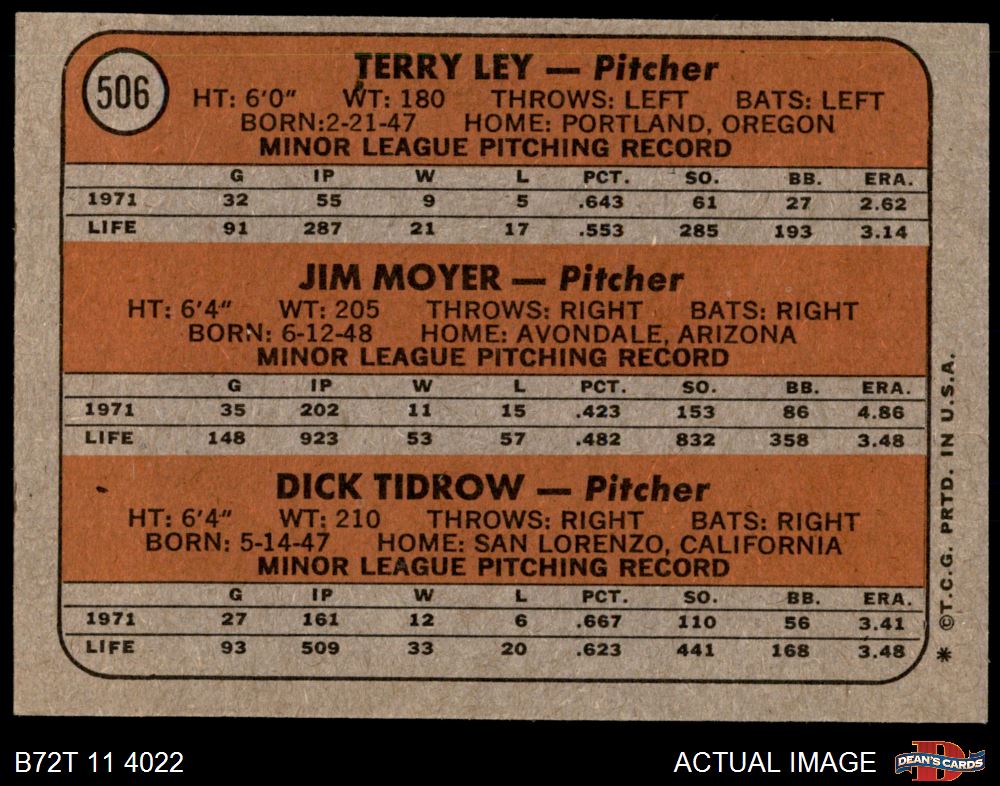 506
TERRY LEY — Pitcher
HT: 6'0" WT: 180 THROWS: LEFT BATS: LEFT
BORN:2-21-47 HOME: PORTLAND, OREGON
MINOR LEAGUE PITCHING RECORD
G IP W L PCT. SO. BB. ERA.
1971 32 55 9 5 .643 61 27 2.62
LIFE 91 287 21 17 .553 285 193 3.14
JIM MOYER — Pitcher
HT: 6'4" WT: 205 THROWS: RIGHT BATS: RIGHT
BORN: 6-12-48 HOME: AVONDALE, ARIZONA
MINOR LEAGUE PITCHING RECORD
G IP W L PCT. SO. BB. ERA.
1971 35 202 11 15 .423 153 86 4.86
LIFE 148 923 53 57 .482 832 358 3.48
DICK TIDROW — Pitcher
HT: 6'4" WT: 210 THROWS: RIGHT BATS: RIGHT
BORN: 5-14-47 HOME: SAN LORENZO, CALIFORNIA
MINOR LEAGUE PITCHING RECORD
G IP W L PCT. SO. BB. ERA.
1971 27 161 12 6 .667 110 56 3.41
LIFE 93 509 33 20 .623 441 168 3.48
* ©T.C.G. PRTD. IN U.S.A.
B72T 11 4022
ACTUAL IMAGE
D
DEAN'S CARDS